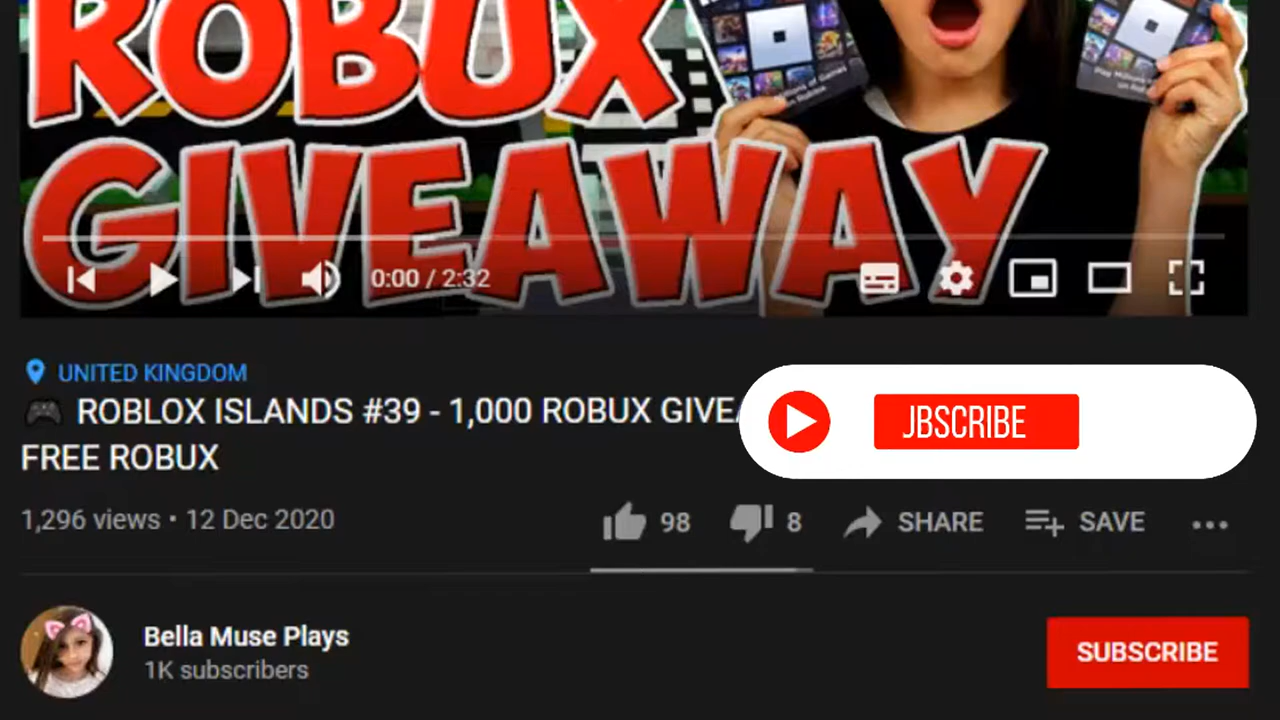 ROBUX
GIVEAWAY
0:00 / 2:32
UNITED KINGDOM
ROBLOX ISLANDS #39 - 1,000 ROBUX GIVEA
FREE ROBUX
JBSCRIBE
1,296 views • 12 Dec 2020
98 8 SHARE SAVE
Bella Muse Plays
1K subscribers
SUBSCRIBE